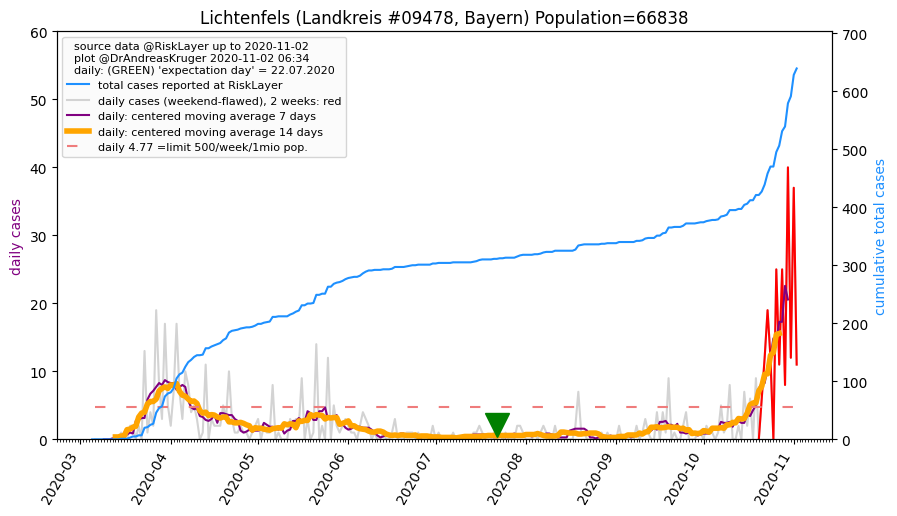 Lichtenfels (Landkreis #09478, Bayern) Population=66838
source data @RiskLayer up to 2020-11-02
plot @DrAndreasKruger 2020-11-02 06:34
daily: (GREEN) 'expectation day' = 22.07.2020
total cases reported at RiskLayer
daily cases (weekend-flawed), 2 weeks: red
daily: centered moving average 7 days
daily: centered moving average 14 days
daily 4.77 =limit 500/week/1mio pop.
daily cases
60
50
40
30
20
10
0
700
600
500
400
300
200
100
0
cumulative total cases
2020-03
2020-04
2020-05
2020-06
2020-07
2020-08
2020-09
2020-10
2020-11